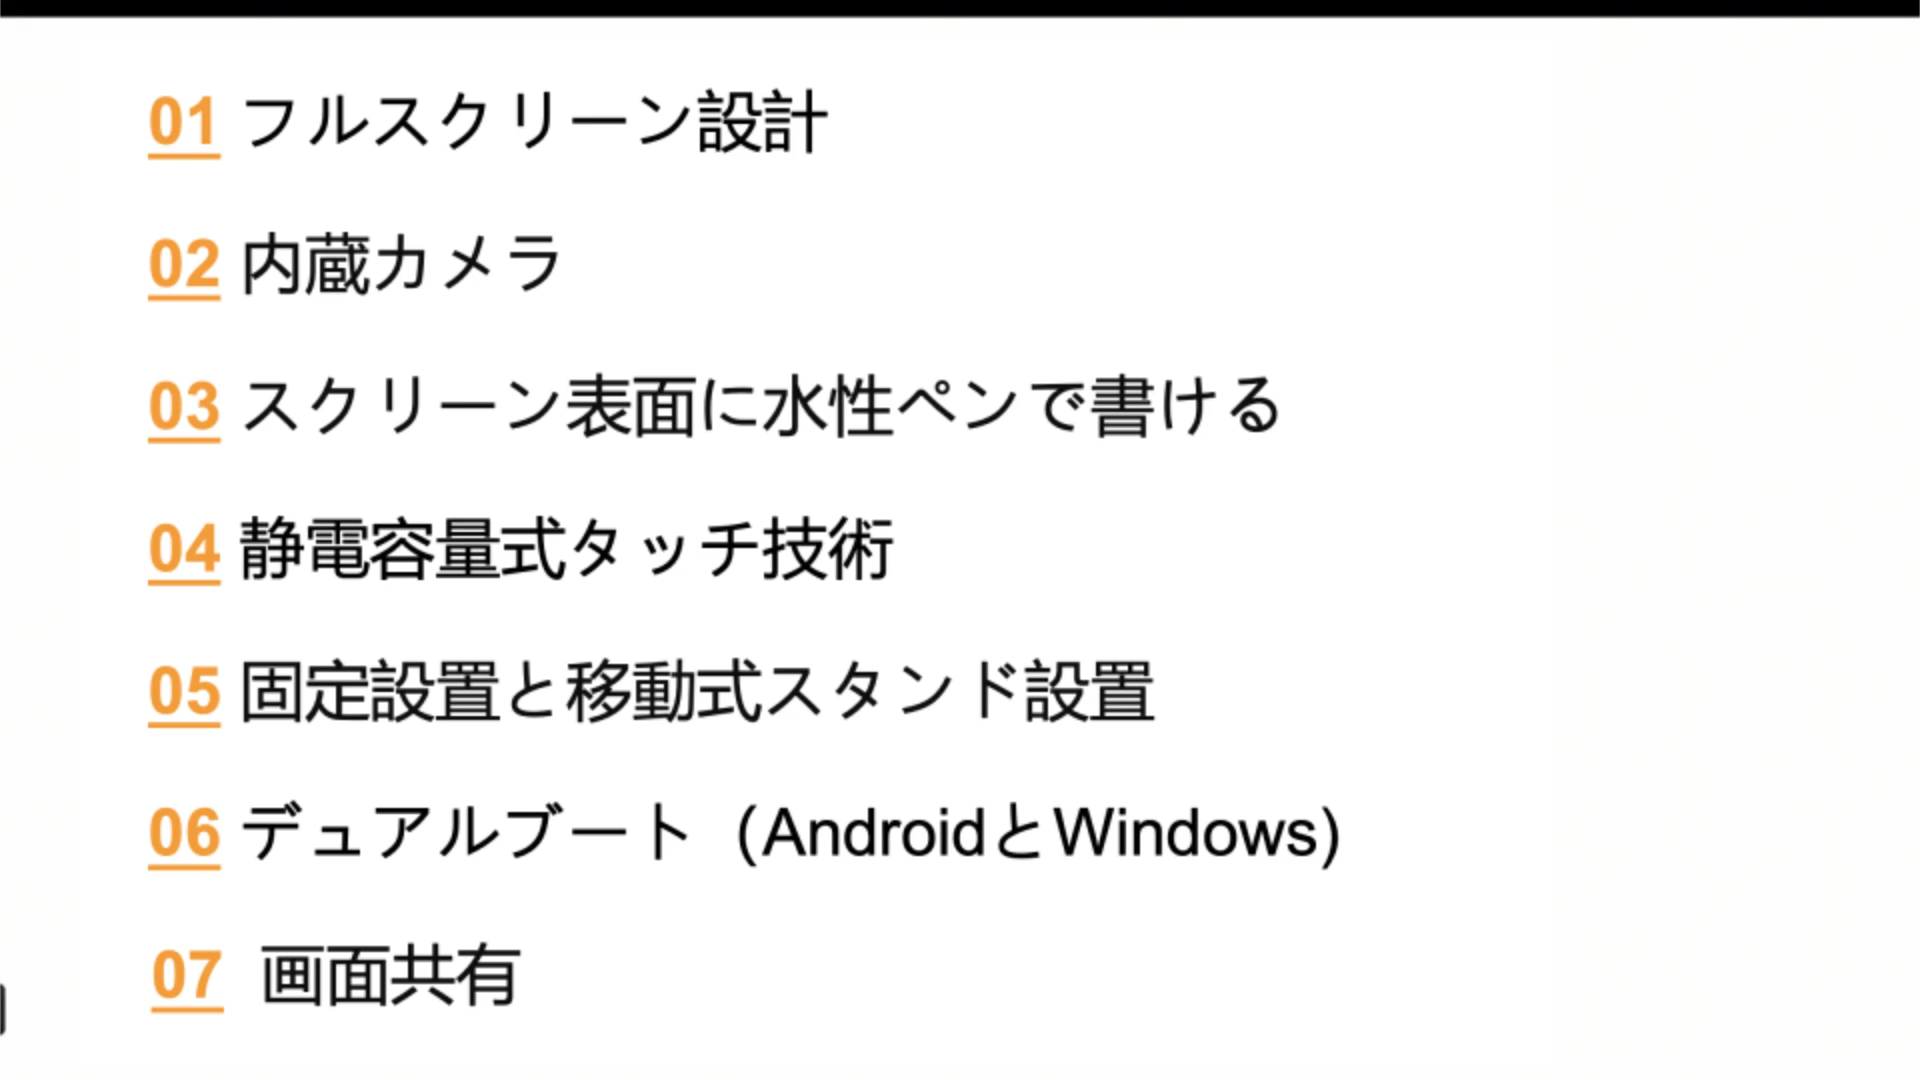 01 フルスクリーン設計
02 内蔵カメラ
03 スクリーン表面に水性ペンで書ける
04 静電容量式タッチ技術
05 固定設置と移動式スタンド設置
06 デュアルブート（AndroidとWindows)
07 画面共有